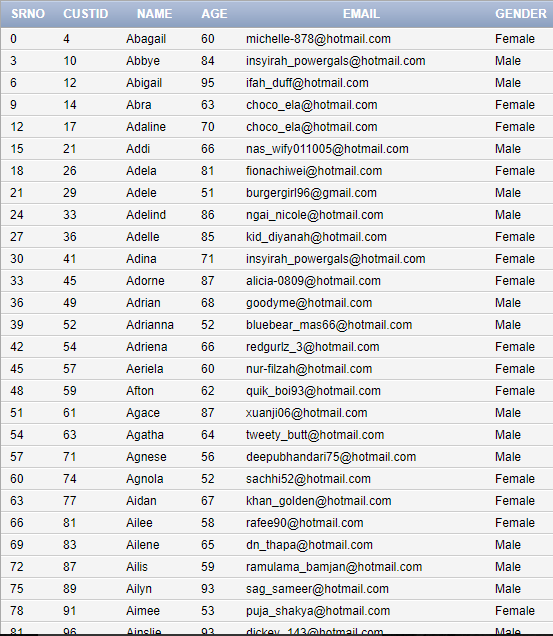 SRNO CUSTID NAME AGE EMAIL GENDER
0 4 Abagail 60 michelle-878@hotmail.com Female
3 10 Abbye 84 insyirah_powergals@hotmail.com Male
6 12 Abigail 95 ifah_duff@hotmail.com Male
9 14 Abra 63 choco_ela@hotmail.com Female
12 17 Adaline 70 choco_ela@hotmail.com Female
15 21 Addi 66 nas_wify011005@hotmail.com Male
18 26 Adela 81 fionachiwei@hotmail.com Female
21 29 Adele 51 burgergirl96@gmail.com Male
24 33 Adelind 86 ngai_nicole@hotmail.com Male
27 36 Adelle 85 kid_diyanah@hotmail.com Female
30 41 Adina 71 insyirah_powergals@hotmail.com Female
33 45 Adorne 87 alicia-0809@hotmail.com Female
36 49 Adrian 68 goodyme@hotmail.com Male
39 52 Adrianna 52 bluebear_mas66@hotmail.com Male
42 54 Adriena 66 redgurlz_3@hotmail.com Female
45 57 Aeriela 60 nur-filzah@hotmail.com Female
48 59 Afton 62 quik_boi93@hotmail.com Female
51 61 Agace 87 xuanji06@hotmail.com Male
54 63 Agatha 64 tweety_butt@hotmail.com Male
57 71 Agnese 56 deepubhandari75@hotmail.com Male
60 74 Agnola 52 sachhi52@hotmail.com Female
63 77 Aidan 67 khan_golden@hotmail.com Female
66 81 Ailee 58 rafee90@hotmail.com Female
69 83 Ailene 65 dn_thapa@hotmail.com Male
72 87 Ailis 59 ramulama_bamjan@hotmail.com Male
75 89 Ailyn 93 sag_sameer@hotmail.com Male
78 91 Aimee 53 puja_shakya@hotmail.com Female
81 96 Ainslie 93 dickey_143@hotmail.com Male